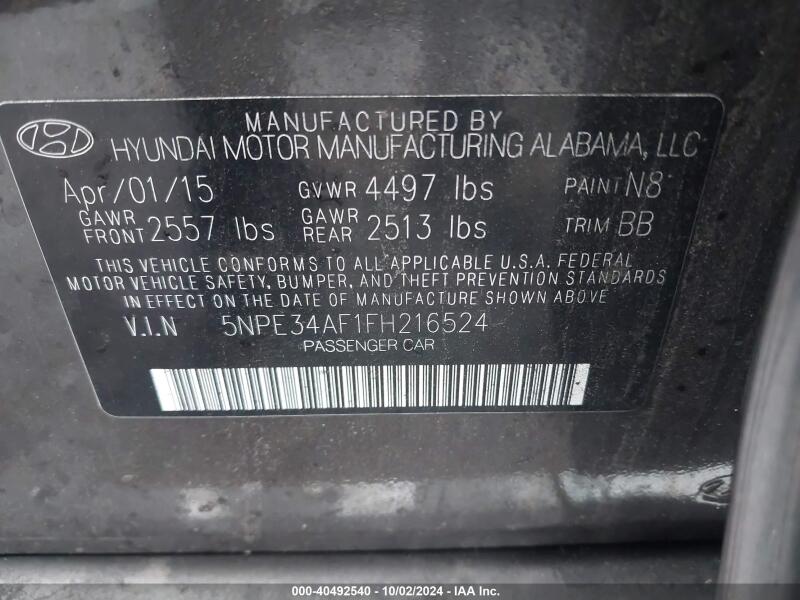 MANUFACTURED BY
HYUNDAI MOTOR MANUFACTURING ALABAMA, LLC
Apr/01/15 GVWR 4497 lbs PAINT N8
GAWR FRONT 2557 lbs GAWR REAR 2513 lbs TRIM BB
THIS VEHICLE CONFORMS TO ALL APPLICABLE U.S.A. FEDERAL
MOTOR VEHICLE SAFETY, BUMPER, AND THEFT PREVENTION STANDARDS
IN EFFECT ON THE DATE OF MANUFACTURE SHOWN ABOVE
V.I.N 5NPE34AF1FH216524
PASSENGER CAR
000-40492540 - 10/02/2024 - IAA Inc.